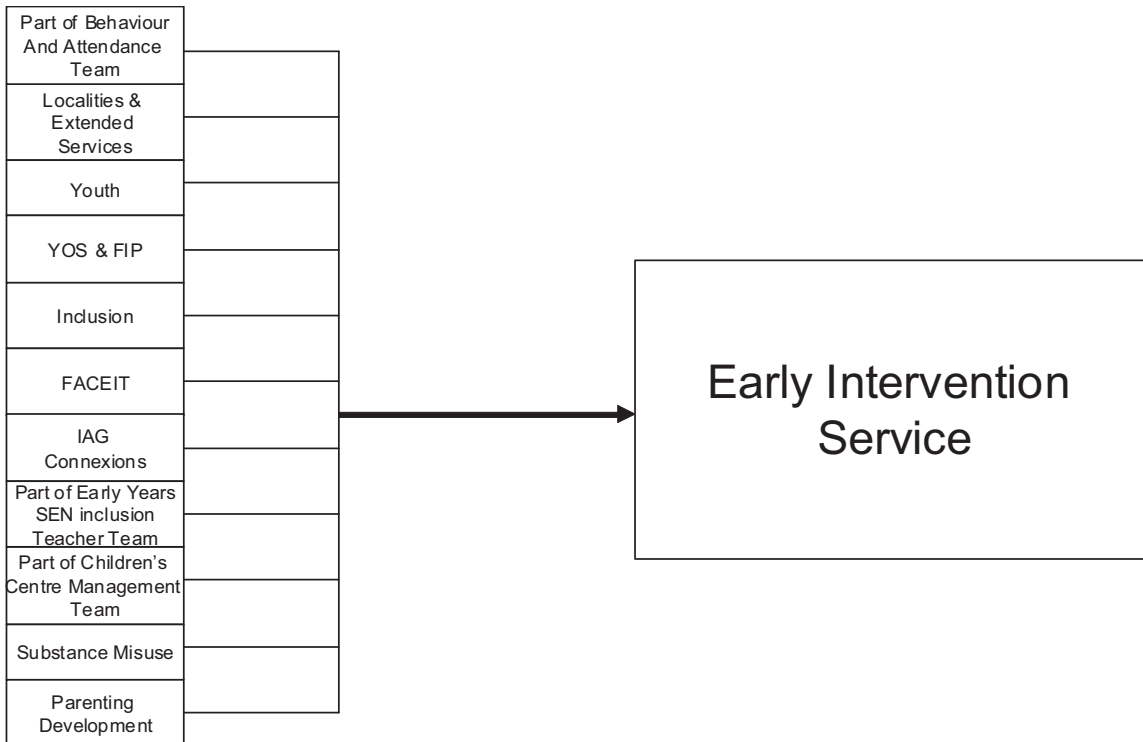 Part of Behaviour
And Attendance
Team
Localities &
Extended
Services
Youth
YOS & FIP
Inclusion
FACEIT
IAG
Connexions
Part of Early Years
SEN inclusion
Teacher Team
Part of Children's
Centre Management
Team
Substance Misuse
Parenting
Development
Early Intervention
Service